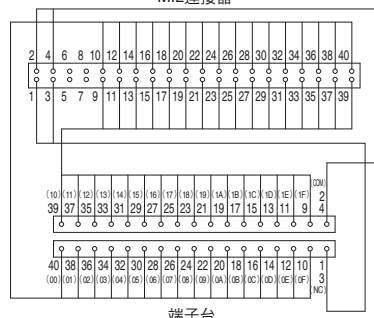 MIL连接器
2 4 6 8 10 12 14 16 18 20 22 24 26 28 30 32 34 36 38 40
1 3 5 7 9 11 13 15 17 19 21 23 25 27 29 31 33 35 37 39
(COM)
(10) (11) (12) (13) (14) (15) (16) (17) (18) (19) (1A) (1B) (1C) (1D) (1E) (1F) 2
39 37 35 33 31 29 27 25 23 21 19 17 15 13 11 9 4
40 38 36 34 32 30 28 26 24 22 20 18 16 14 12 10 1
(00) (01) (02) (03) (04) (05) (06) (07) (08) (09) (0A) (0B) (0C) (0D) (0E) (0F) 3
(NC)
端子台